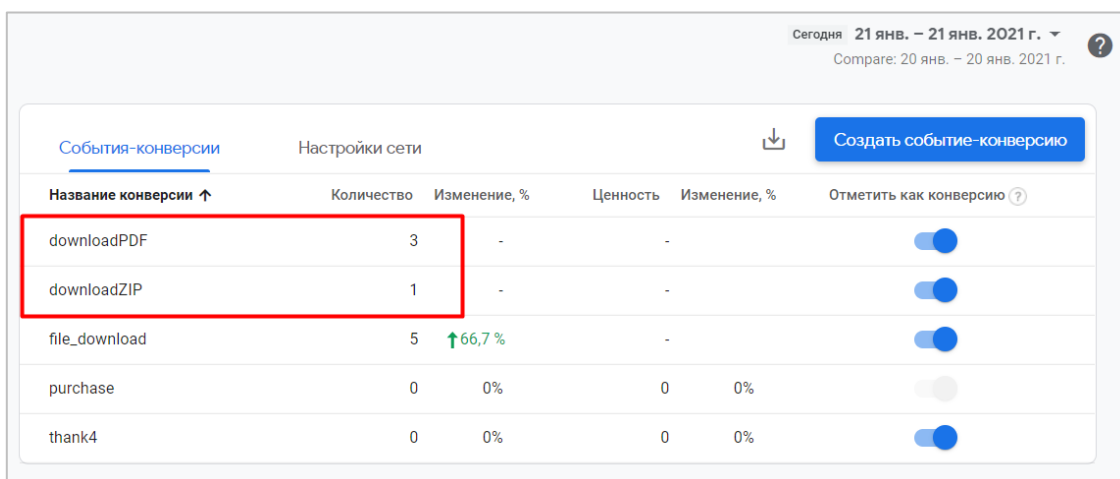 Сегодня 21 янв. – 21 янв. 2021 г.
Compare: 20 янв. – 20 янв. 2021 г.
События-конверсии Настройки сети Создать событие-конверсию
Название конверсии ↑ Количество Изменение, % Ценность Изменение, % Отметить как конверсию ?
downloadPDF 3 - -
downloadZIP 1 - -
file_download 5 ↑66,7 % -
purchase 0 0% 0 0%
thank4 0 0% 0 0%